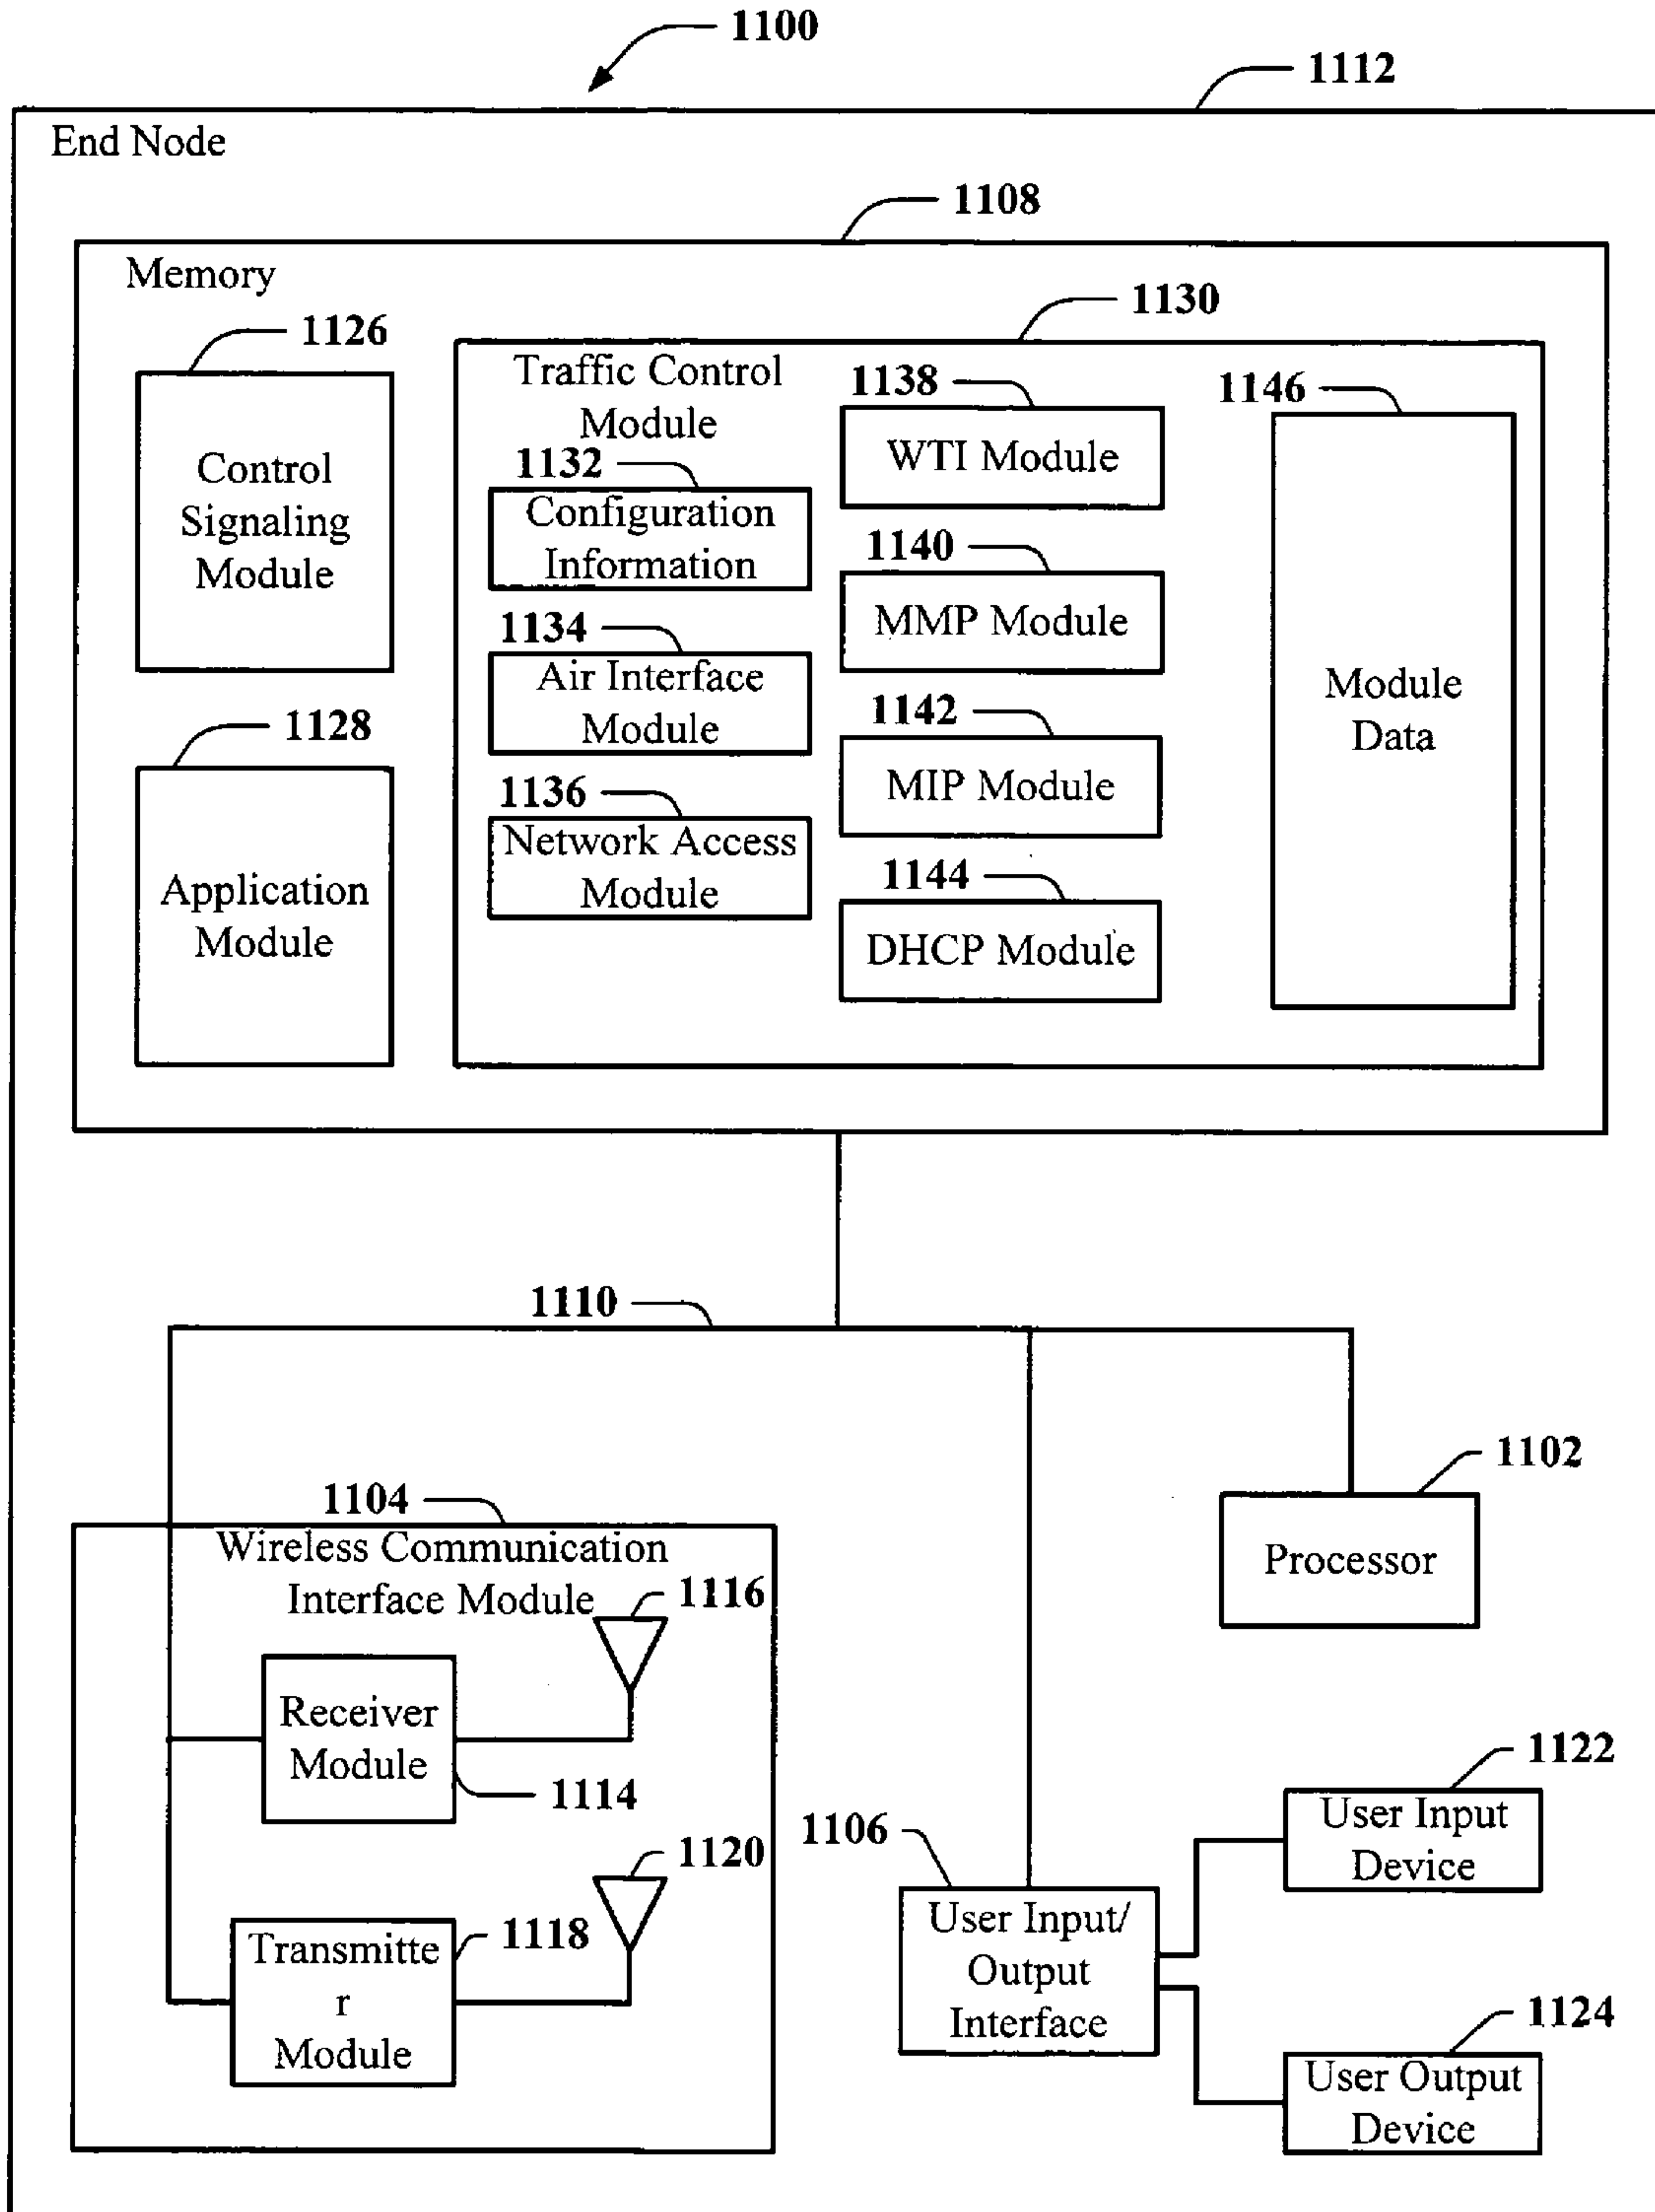 1100
1112
End Node
1108
Memory
1130
1126
Traffic Control
Module
1138
1146
Control
Signaling
Module
1132
Configuration
Information
WTI Module
1140
MMP Module
1134
Air Interface
Module
Module
Data
1128
1142
MIP Module
1136
Network Access
Module
Application
Module
1144
DHCP Module
1110
1102
Processor
1104
Wireless Communication
Interface Module
1116
Receiver
Module
1114
1120
Transmitte
r
Module
1118
1122
User Input
Device
1106
User Input/
Output
Interface
1124
User Output
Device